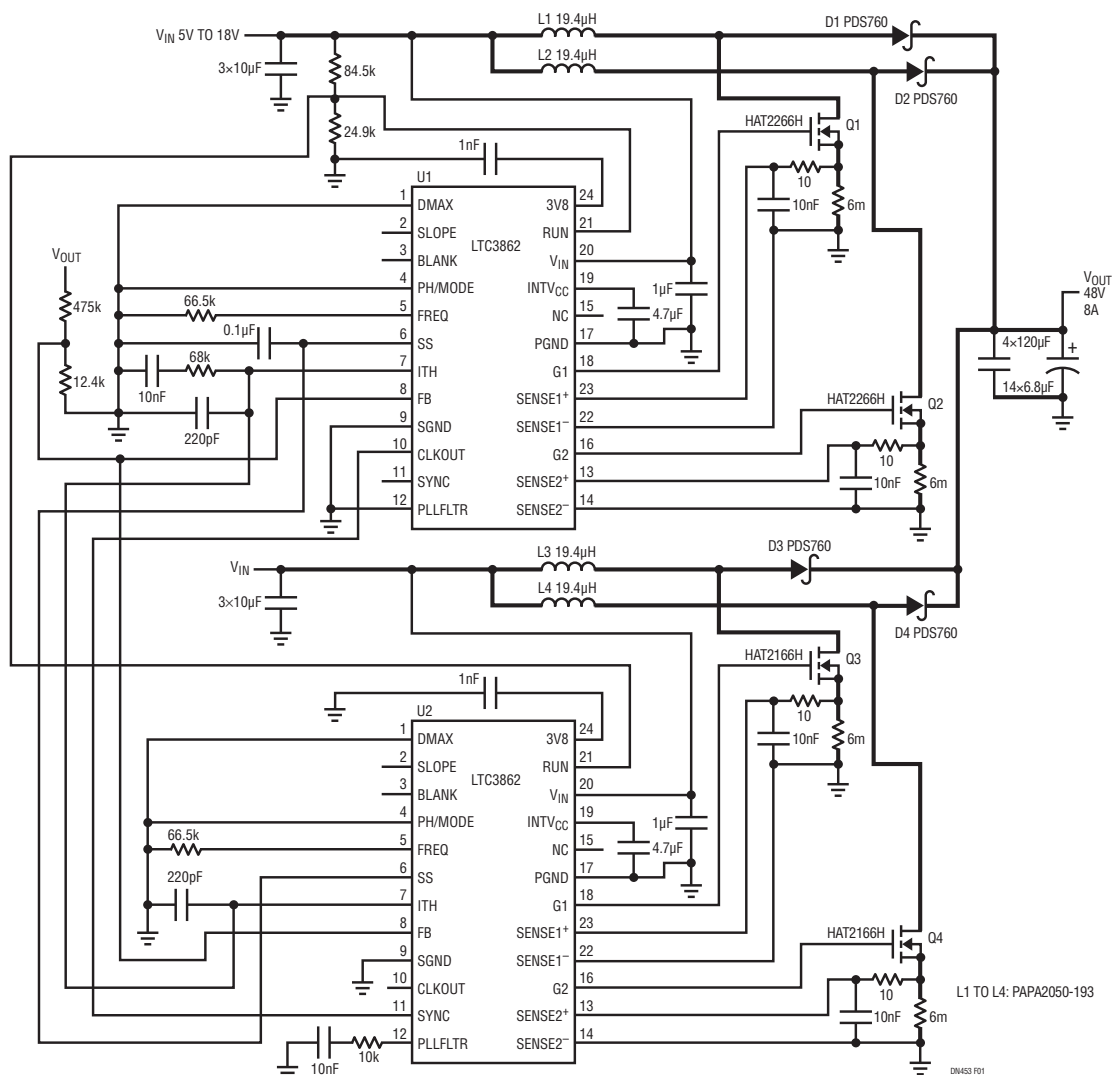 V_IN 5V TO 18V
L1 19.4µH
D1 PDS760
3×10µF
84.5k
L2 19.4µH
D2 PDS760
24.9k
HAT2266H
Q1
1nF
10
10nF
6m
U1
LTC3862
1 DMAX
2 SLOPE
3 BLANK
4 PH/MODE
5 FREQ
6 SS
7 ITH
8 FB
9 SGND
10 CLKOUT
11 SYNC
12 PLLFLTR
3V8 24
RUN 21
V_IN 20
INTV_CC 19
NC 15
PGND 17
G1 18
SENSE1+ 23
SENSE1– 22
G2 16
SENSE2+ 13
SENSE2– 14
V_OUT
475k
12.4k
66.5k
0.1µF
68k
10nF
220pF
1µF
4.7µF
V_OUT
48V
8A
4×120µF
+
14×6.8µF
HAT2266H
Q2
10
10nF
6m
V_IN
L3 19.4µH
D3 PDS760
3×10µF
L4 19.4µH
D4 PDS760
HAT2166H
Q3
1nF
10
10nF
6m
U2
LTC3862
1 DMAX
2 SLOPE
3 BLANK
4 PH/MODE
5 FREQ
6 SS
7 ITH
8 FB
9 SGND
10 CLKOUT
11 SYNC
12 PLLFLTR
3V8 24
RUN 21
V_IN 20
INTV_CC 19
NC 15
PGND 17
G1 18
SENSE1+ 23
SENSE1– 22
G2 16
SENSE2+ 13
SENSE2– 14
66.5k
220pF
1µF
4.7µF
10nF
10k
HAT2166H
Q4
10
10nF
6m
L1 TO L4: PAPA2050-193
DN453 F01